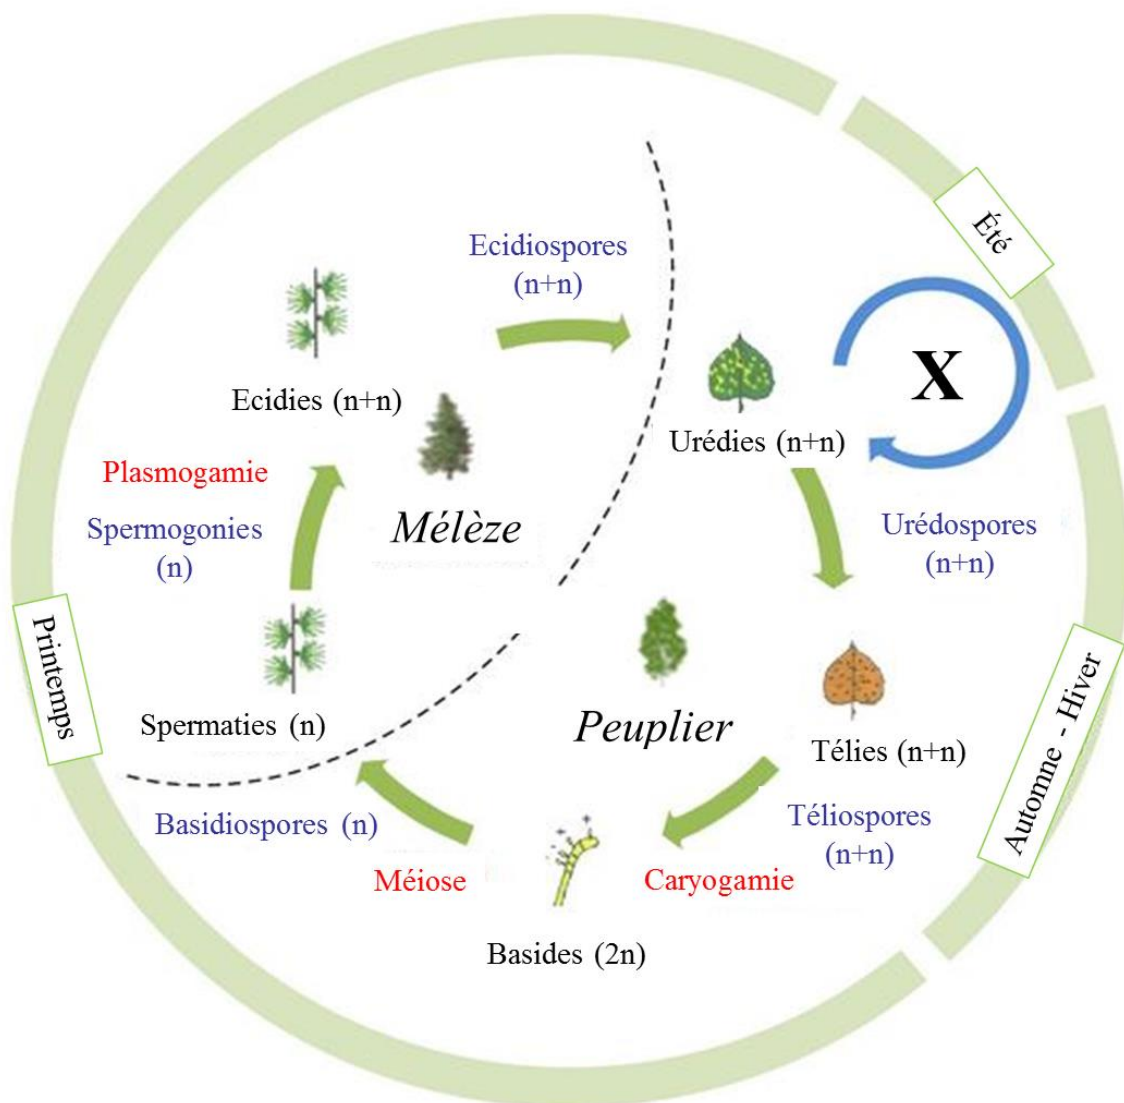 Été
Ecidiospores
(n+n)
X
Ecidies (n+n)
Urédies (n+n)
Plasmogamie
Spermogonies
(n)
Mélèze
Urédospores
(n+n)
Printemps
Automne - Hiver
Spermaties (n)
Peuplier
Télies (n+n)
Basidiospores (n)
Téliospores
(n+n)
Méiose
Caryogamie
Basides (2n)